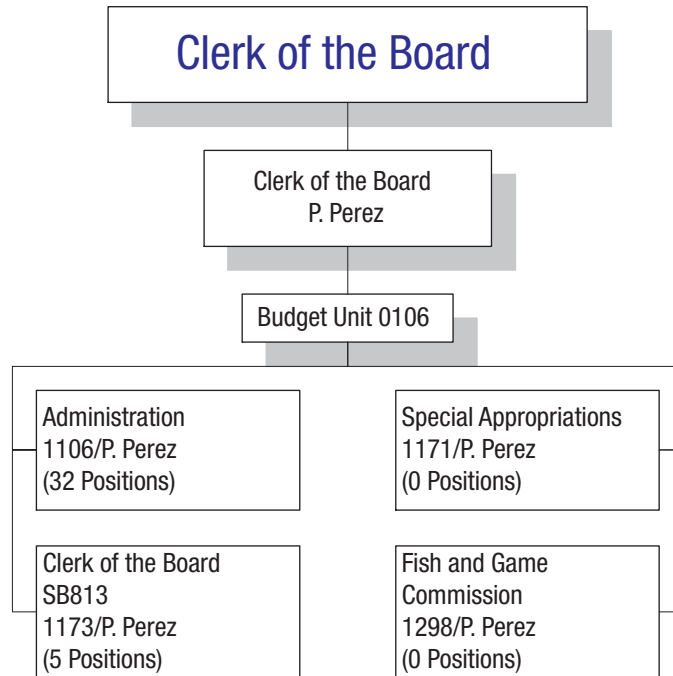 Clerk of the Board
Clerk of the Board
P. Perez
Budget Unit 0106
Administration
1106/P. Perez
(32 Positions)
Special Appropriations
1171/P. Perez
(0 Positions)
Clerk of the Board
SB813
1173/P. Perez
(5 Positions)
Fish and Game
Commission
1298/P. Perez
(0 Positions)